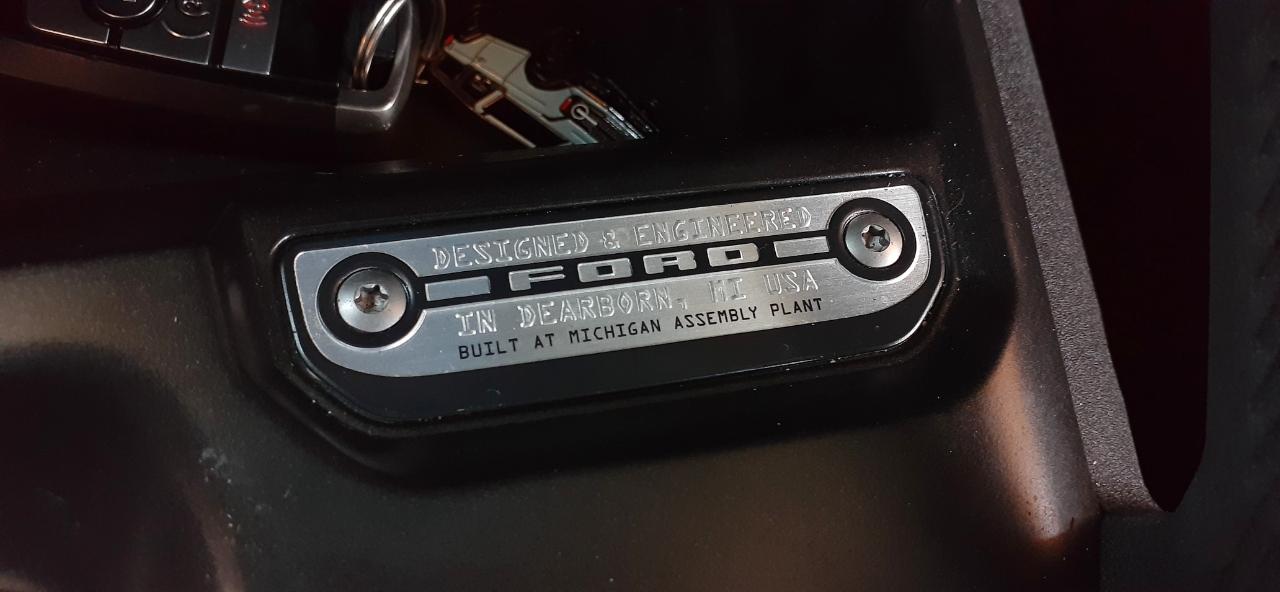 DESIGNED & ENGINEERED
FORD
IN DEARBORN, MI USA
BUILT AT MICHIGAN ASSEMBLY PLANT